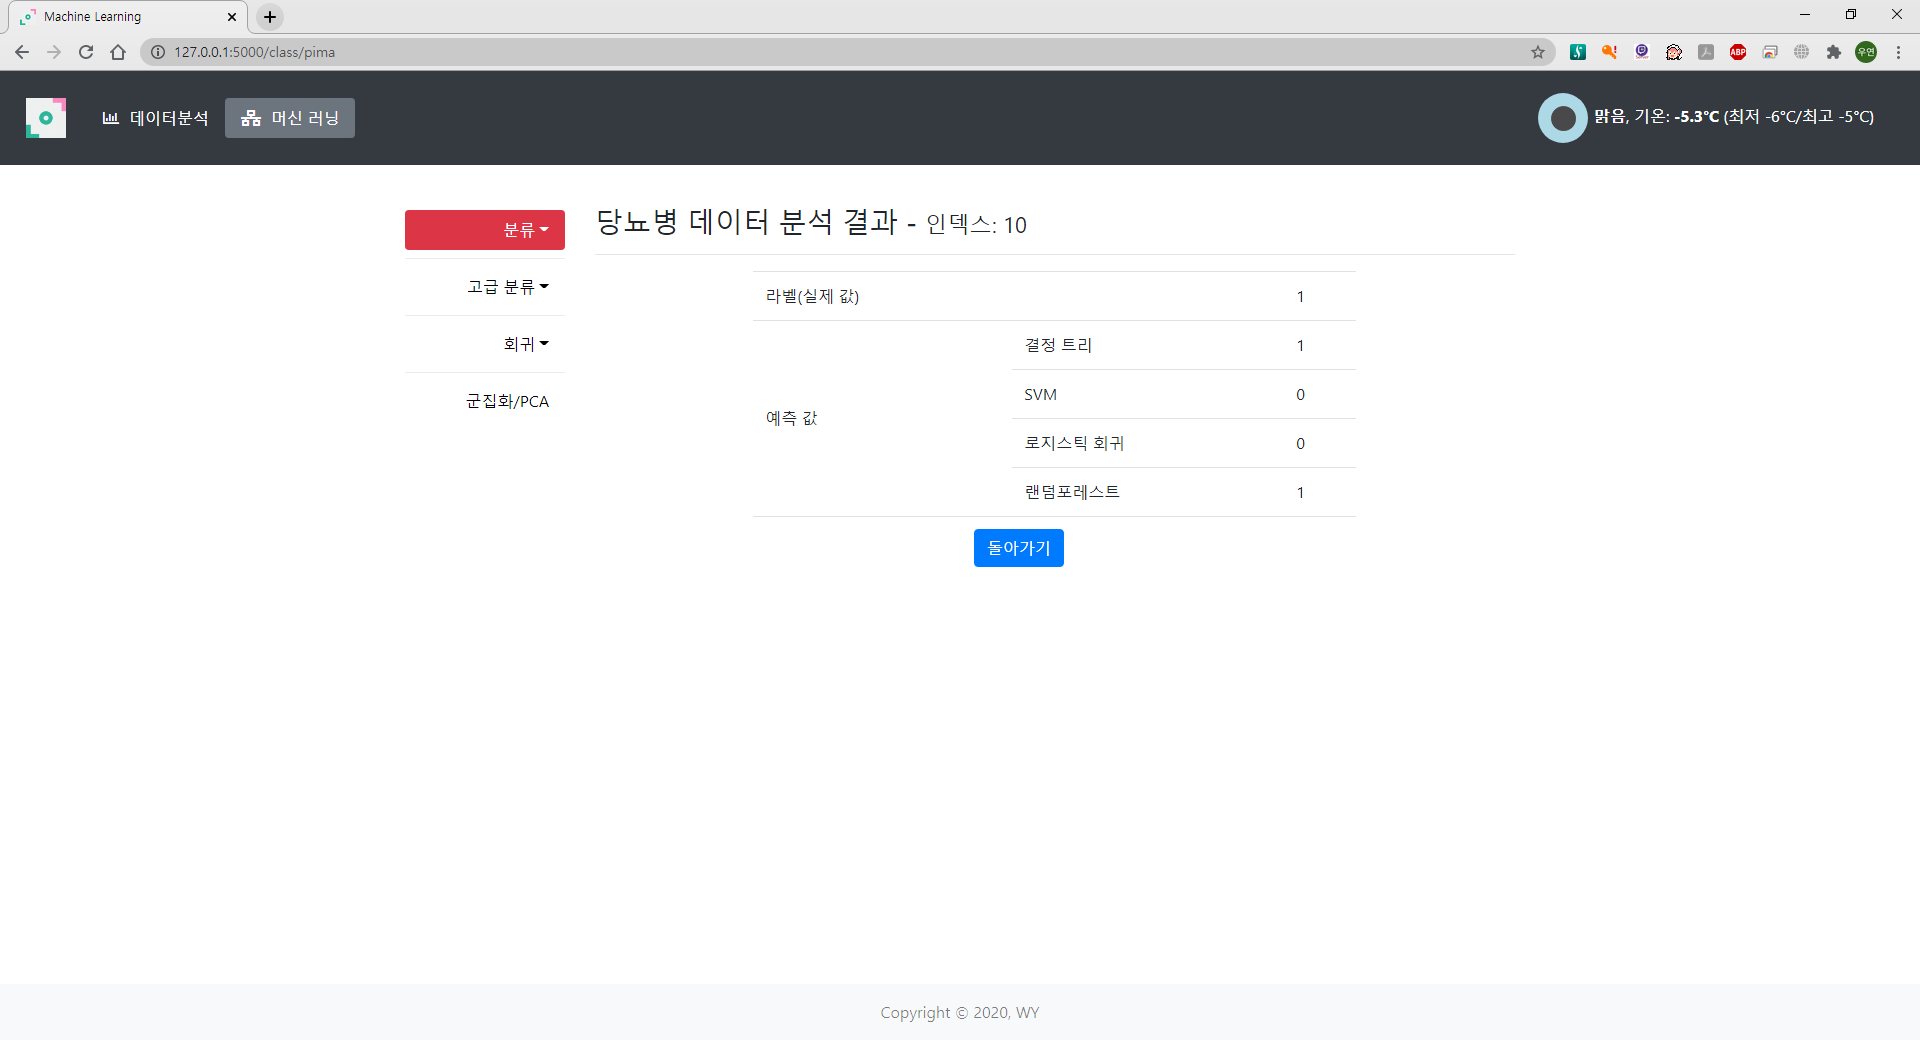 Machine Learning
127.0.0.1:5000/class/pima
ABP
우연
데이터분석
머신 러닝
맑음, 기온: -5.3℃ (최저 -6℃/최고 -5℃)
분류
고급 분류
회귀
군집화/PCA
당뇨병 데이터 분석 결과 - 인덱스: 10
라벨(실제 값) 1
예측 값
결정 트리 1
SVM 0
로지스틱 회귀 0
랜덤포레스트 1
돌아가기
Copyright © 2020, WY